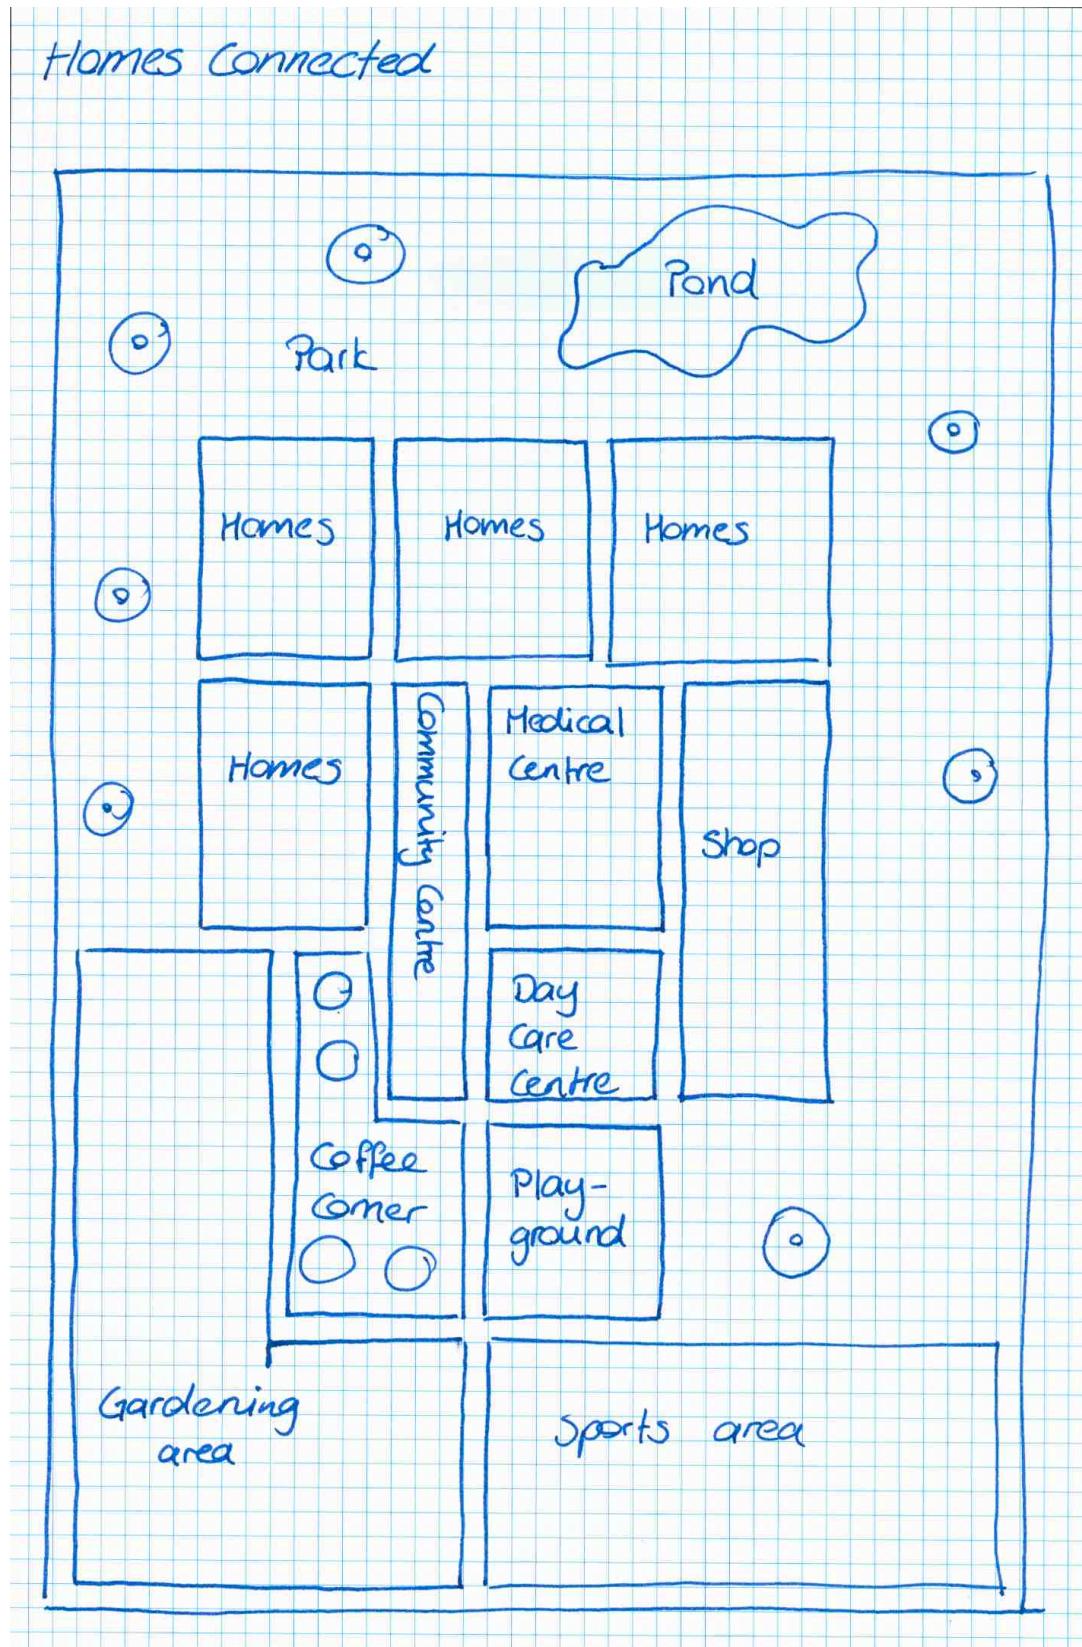 Homes Connected
Pond
Park
Homes
Homes
Homes
Homes
Community Centre
Medical
Centre
Shop
Day
Care
Centre
Coffee
Corner
Play-
ground
Gardening
area
Sports area